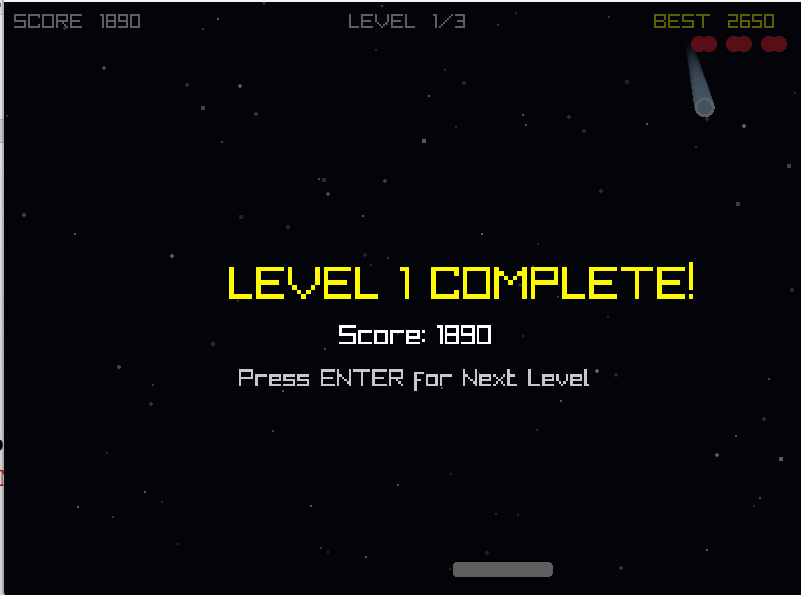 SCORE 1890 LEVEL 1/3 BEST 2650
LEVEL 1 COMPLETE!
Score: 1890
Press ENTER for Next Level